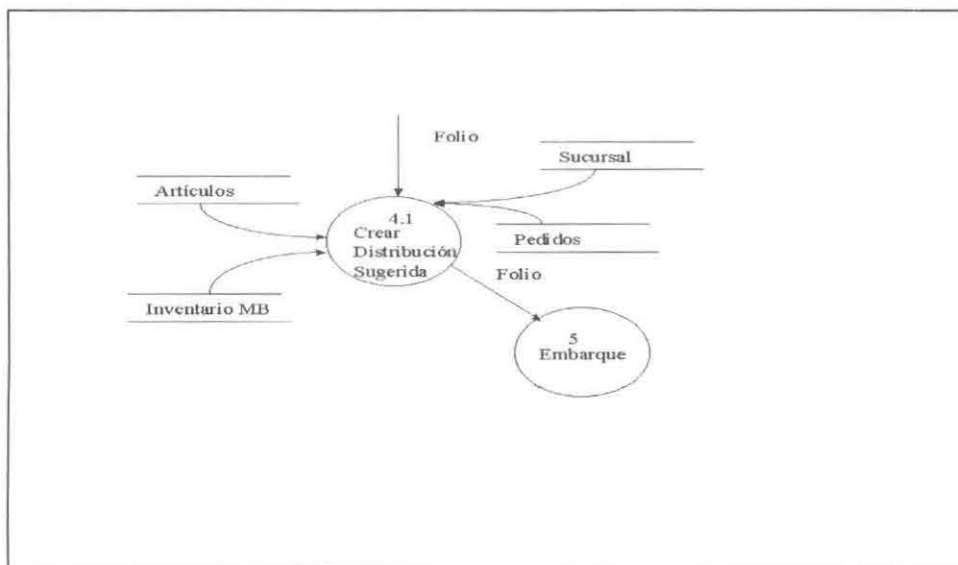 Folio
Sucursal
Artículos
4.1
Crear
Distribución
Sugerida
Pedidos
Folio
Inventario MB
5
Embarque